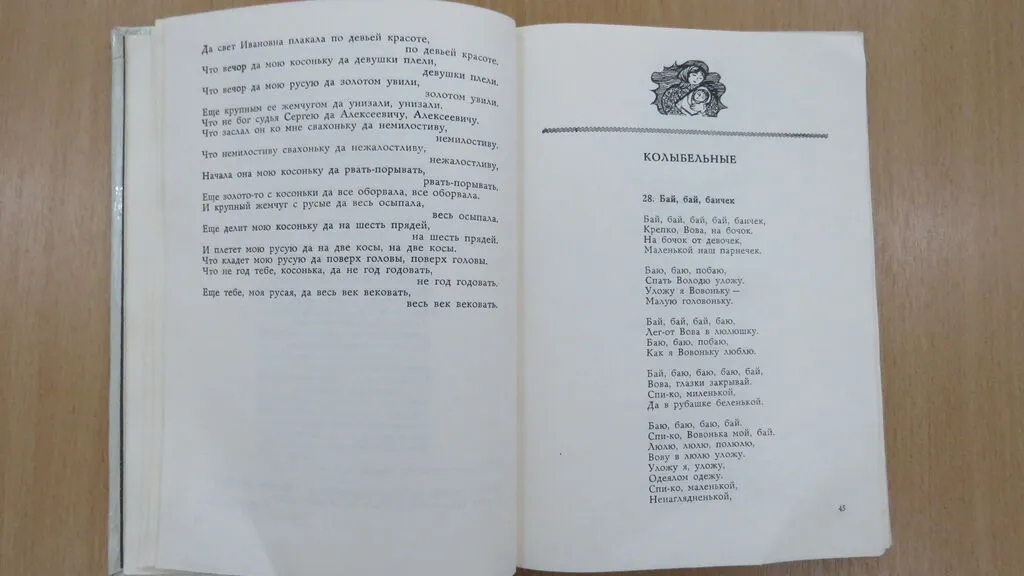 Да свет Ивановна плакала по девьей красоте,
по девьей красоте.
Что вечор да мою косоньку да девушки плели,
девушки плели.
Что вечор да мою русую да золотом увили,
золотом увили.
Еще крупным ее жемчугом да унизали, унизали.
Что не бог судья Сергею да Алексеевичу, Алексеевичу,
Что заслал он ко мне свахоньку да немилостиву,
немилостиву,
Что немилостиву свахоньку да нежалостливу,
нежалостливу,
Начала она мою косоньку да рвать-порывать,
рвать-порывать.
Еще золото-то с косоньки да все оборвала, все оборвала.
И крупный жемчуг с русые да весь осыпала,
весь осыпала.
Еще делит мою косоньку да на шесть прядей,
на шесть прядей.
И плетет мою русую да на две косы, на две косы.
Что кладет мою русую да поверх головы, поверх головы.
Что не год тебе, косонька, да не год годовать,
не год годовать.
Еще тебе, моя русая, да весь век вековать,
весь век вековать.
КОЛЫБЕЛЬНЫЕ
28. Бай, бай, баичек
Бай, бай, бай, бай, баичек,
Крепко, Вова, на бочок.
На бочок от девочек,
Маленькой наш парнечек.
Баю, баю, побаю,
Спать Володю уложу.
Уложу я Вовоньку —
Малую головоньку.
Бай, бай, бай, баю,
Лег-от Вова в люлюшку.
Баю, баю, побаю,
Как я Вовоньку люблю.
Бай, баю, баю, баю, бай,
Вова, глазки закрывай.
Спи-ко, миленькой,
Да в рубашке беленькой.
Баю, баю, баю, бай.
Спи-ко, Вовонька мой, бай.
Люлю, люлю, полюлю,
Вову в люлю уложу.
Уложу я, уложу,
Одеялом одежу.
Спи-ко, маленькой,
Ненаглядненькой,
45